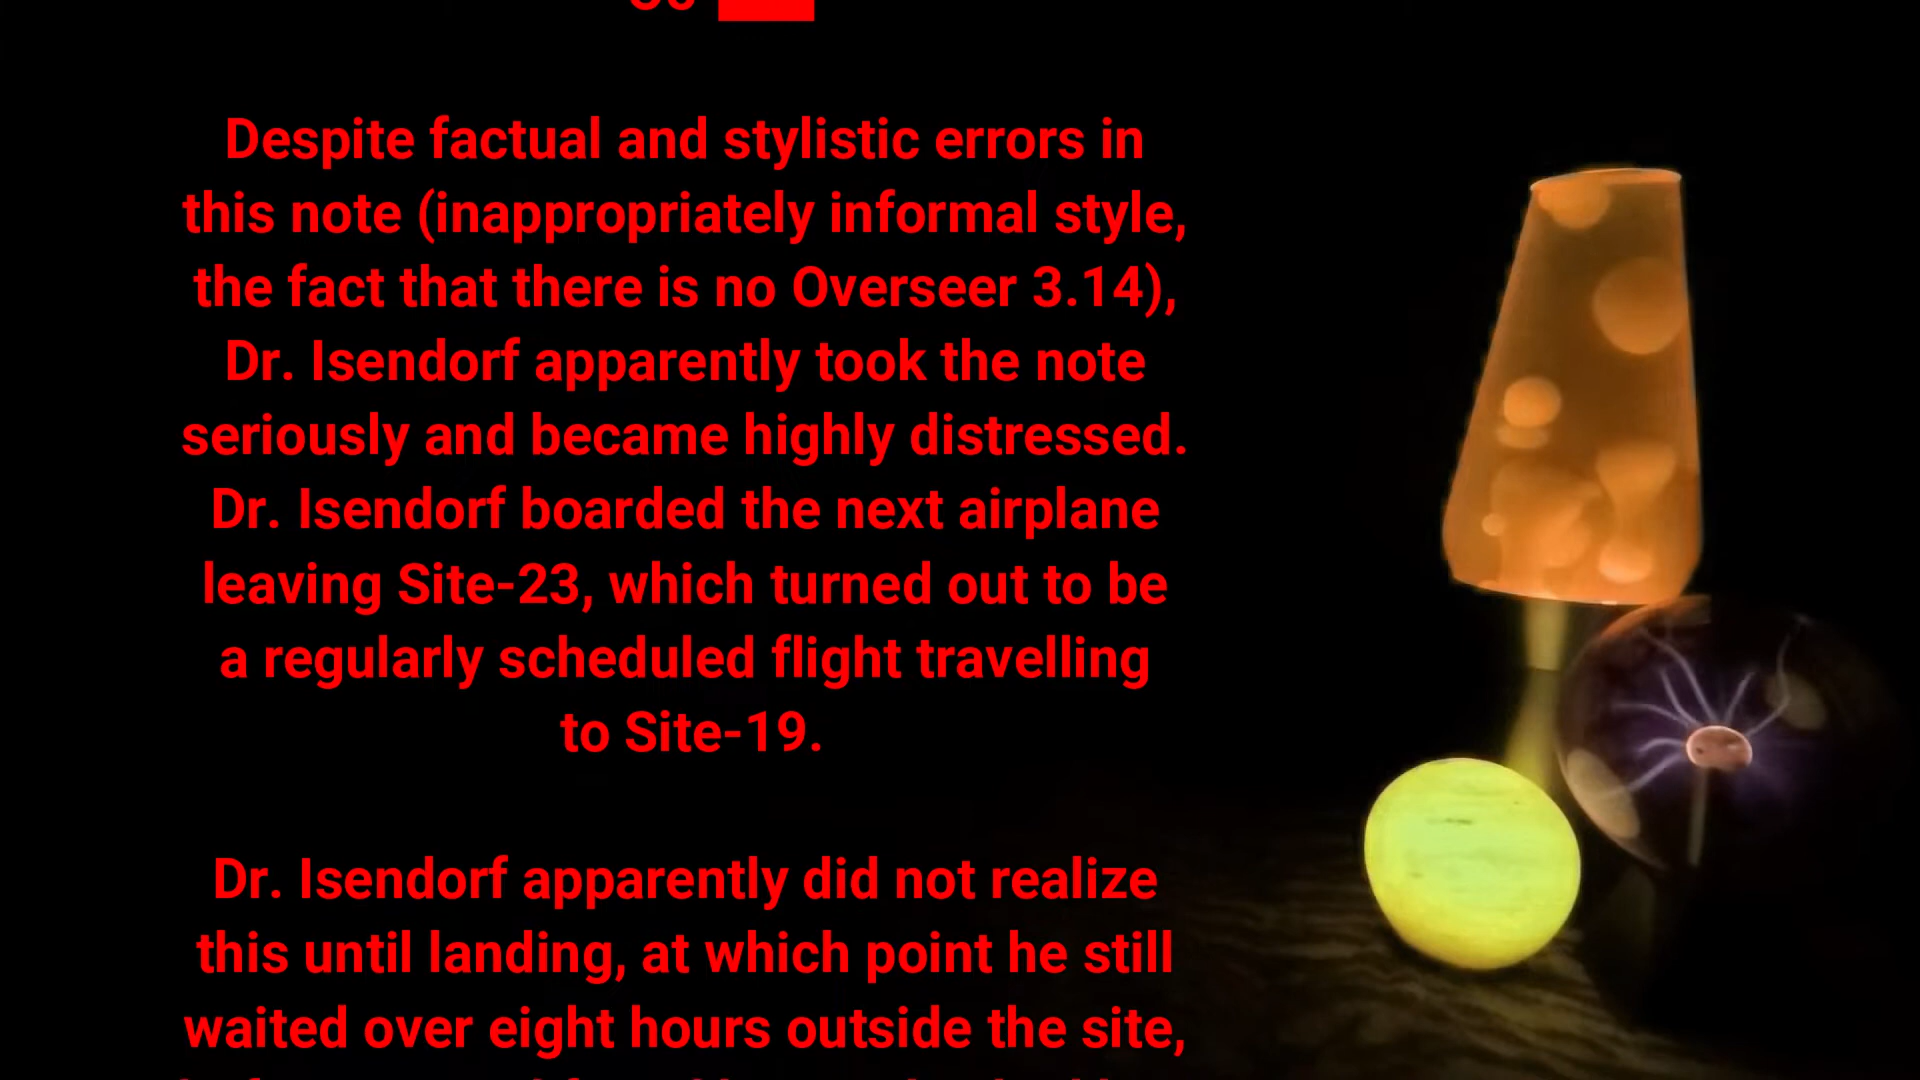 Despite factual and stylistic errors in
this note (inappropriately informal style,
the fact that there is no Overseer 3.14),
Dr. Isendorf apparently took the note
seriously and became highly distressed.
Dr. Isendorf boarded the next airplane
leaving Site-23, which turned out to be
a regularly scheduled flight travelling
to Site-19.
Dr. Isendorf apparently did not realize
this until landing, at which point he still
waited over eight hours outside the site,